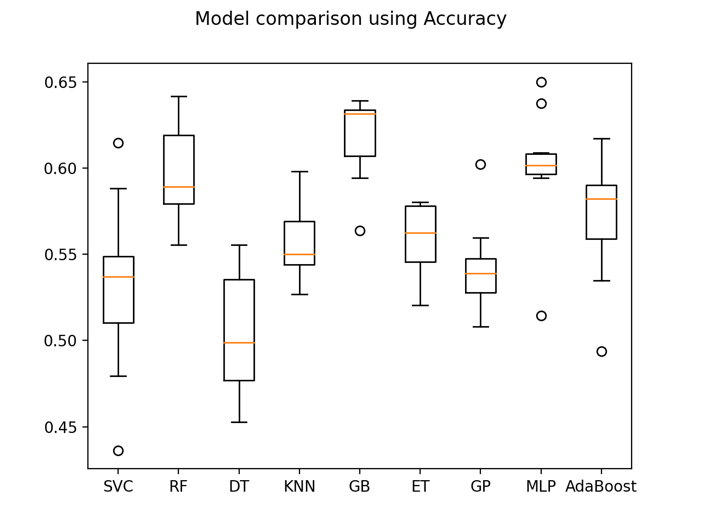 Model comparison using Accuracy
0.65
0.60
0.55
0.50
0.45
SVC RF DT KNN GB ET GP MLP AdaBoost